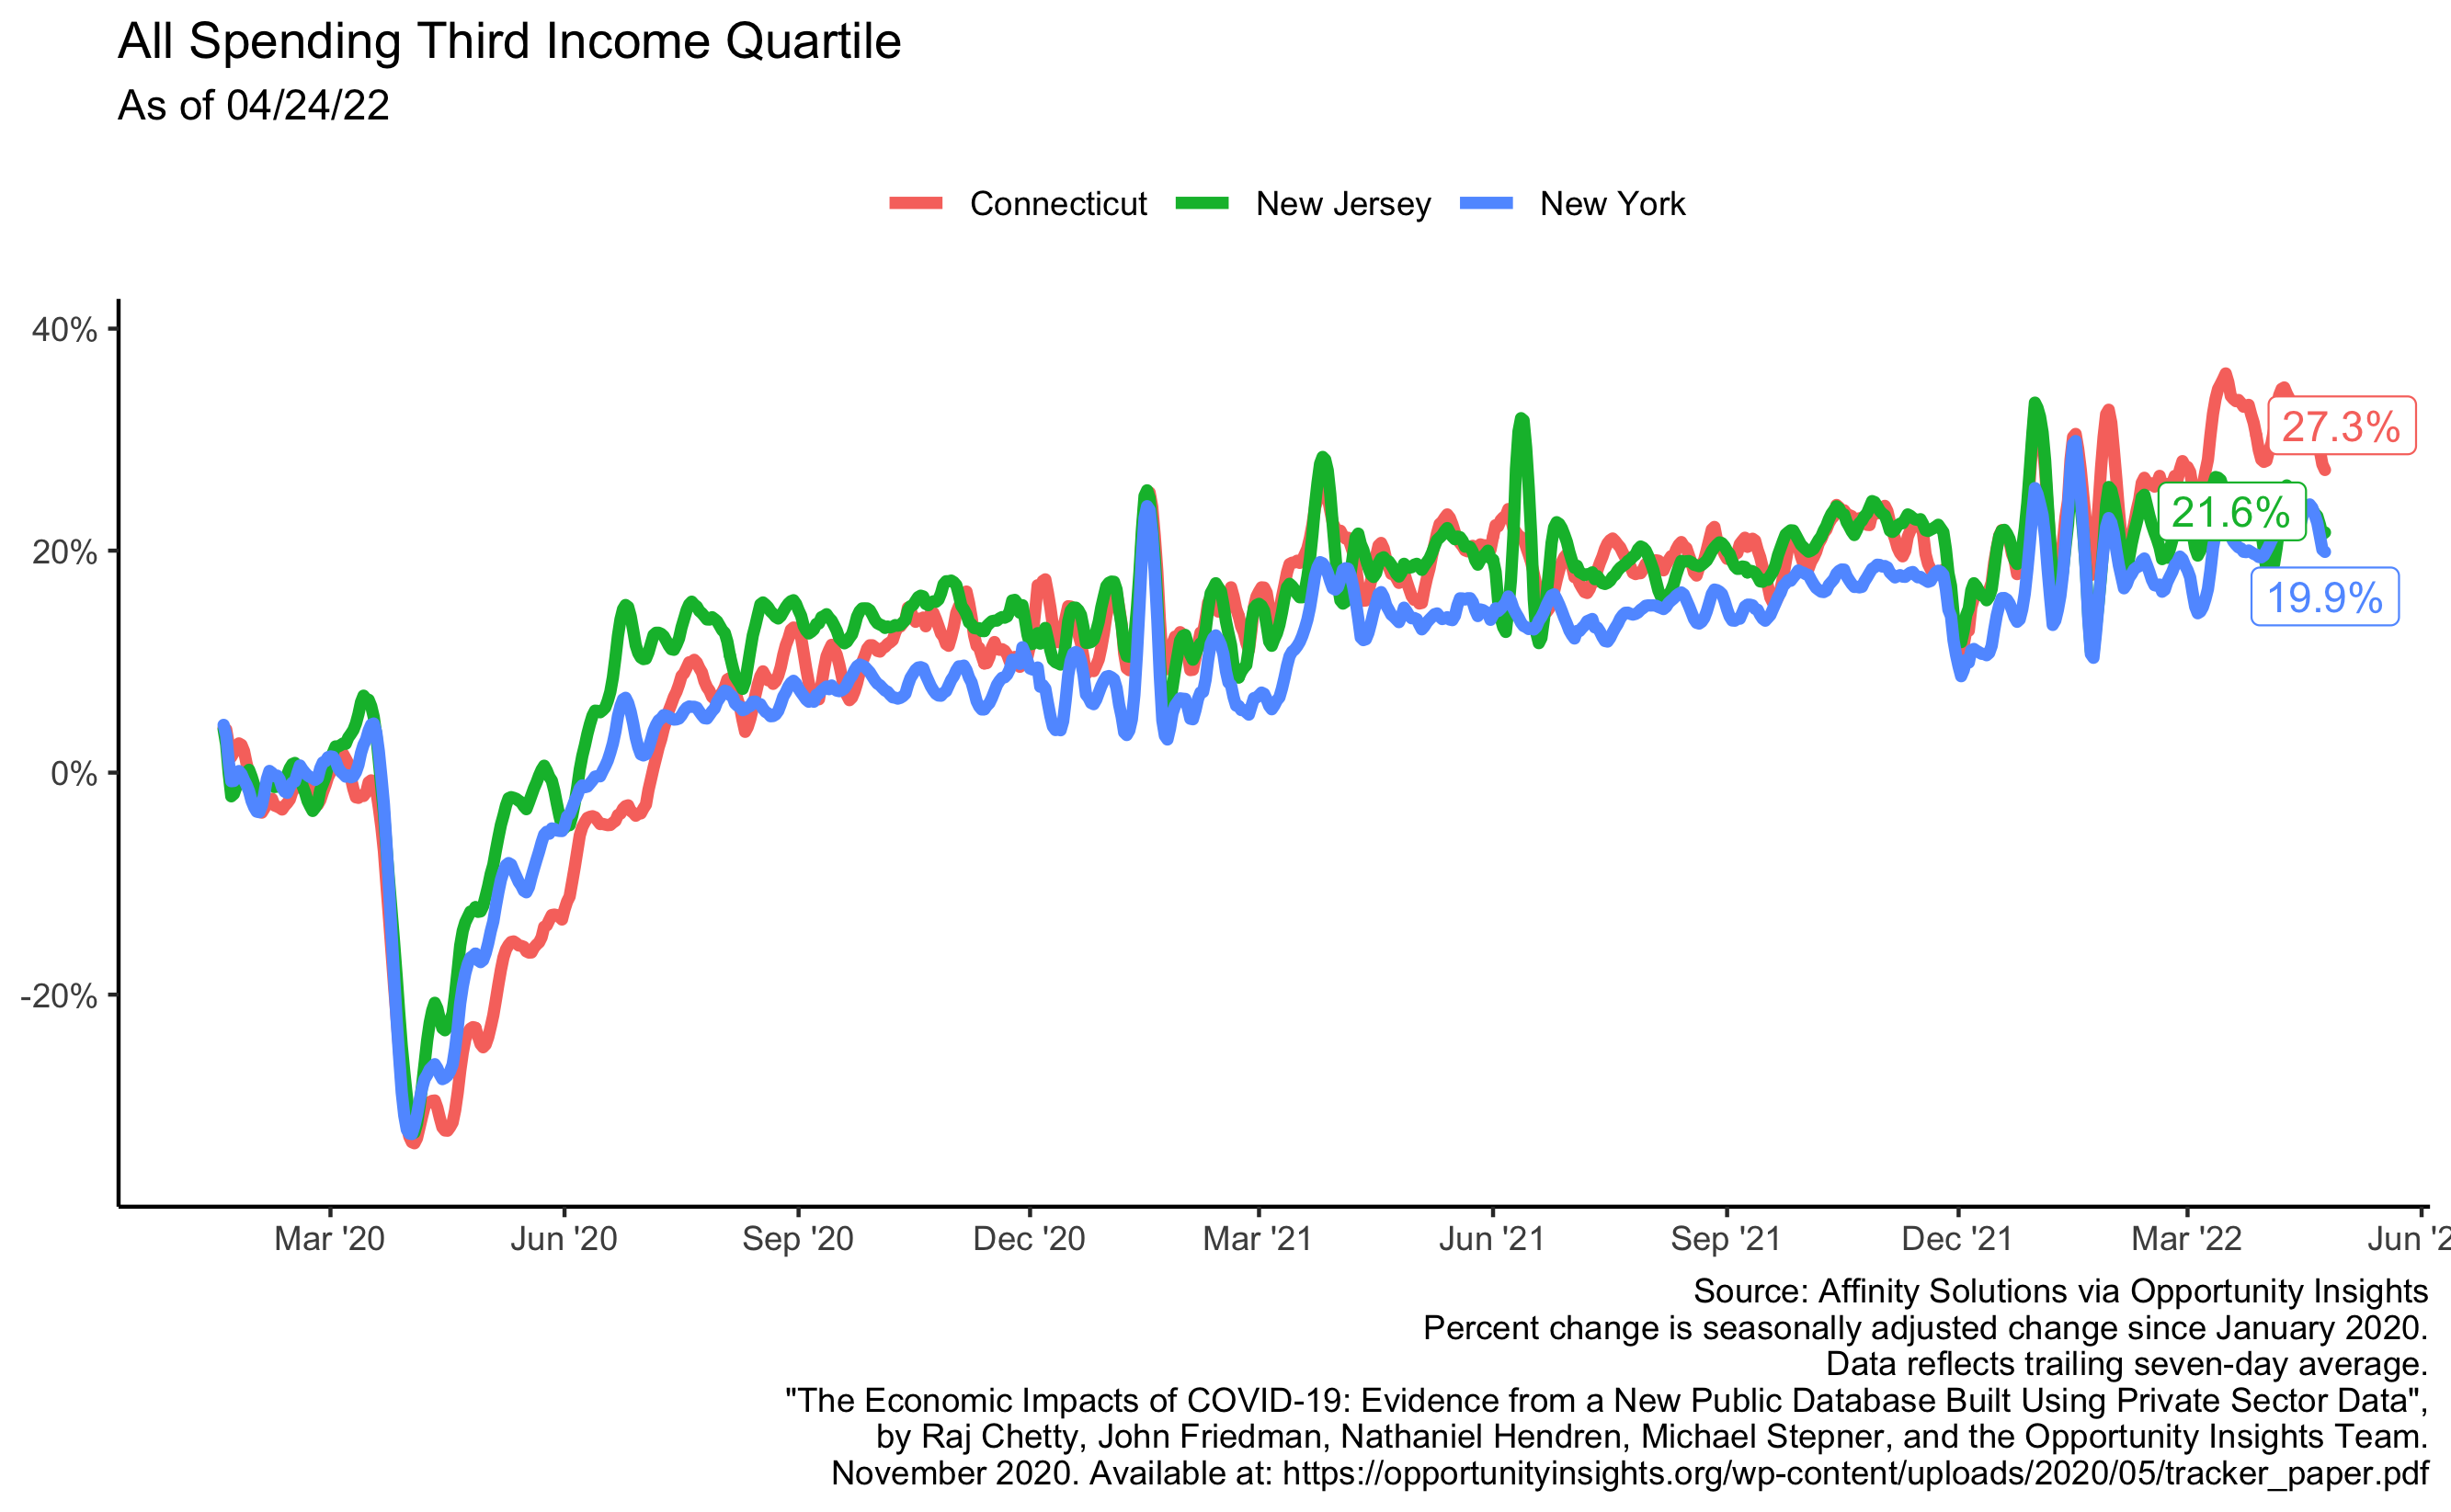 All Spending Third Income Quartile
As of 04/24/22
Connecticut New Jersey New York
40%
20%
0%
-20%
27.3%
21.6%
19.9%
Mar '20 Jun '20 Sep '20 Dec '20 Mar '21 Jun '21 Sep '21 Dec '21 Mar '22 Jun '2
Source: Affinity Solutions via Opportunity Insights
Percent change is seasonally adjusted change since January 2020.
Data reflects trailing seven-day average.
"The Economic Impacts of COVID-19: Evidence from a New Public Database Built Using Private Sector Data",
by Raj Chetty, John Friedman, Nathaniel Hendren, Michael Stepner, and the Opportunity Insights Team.
November 2020. Available at: https://opportunityinsights.org/wp-content/uploads/2020/05/tracker_paper.pdf